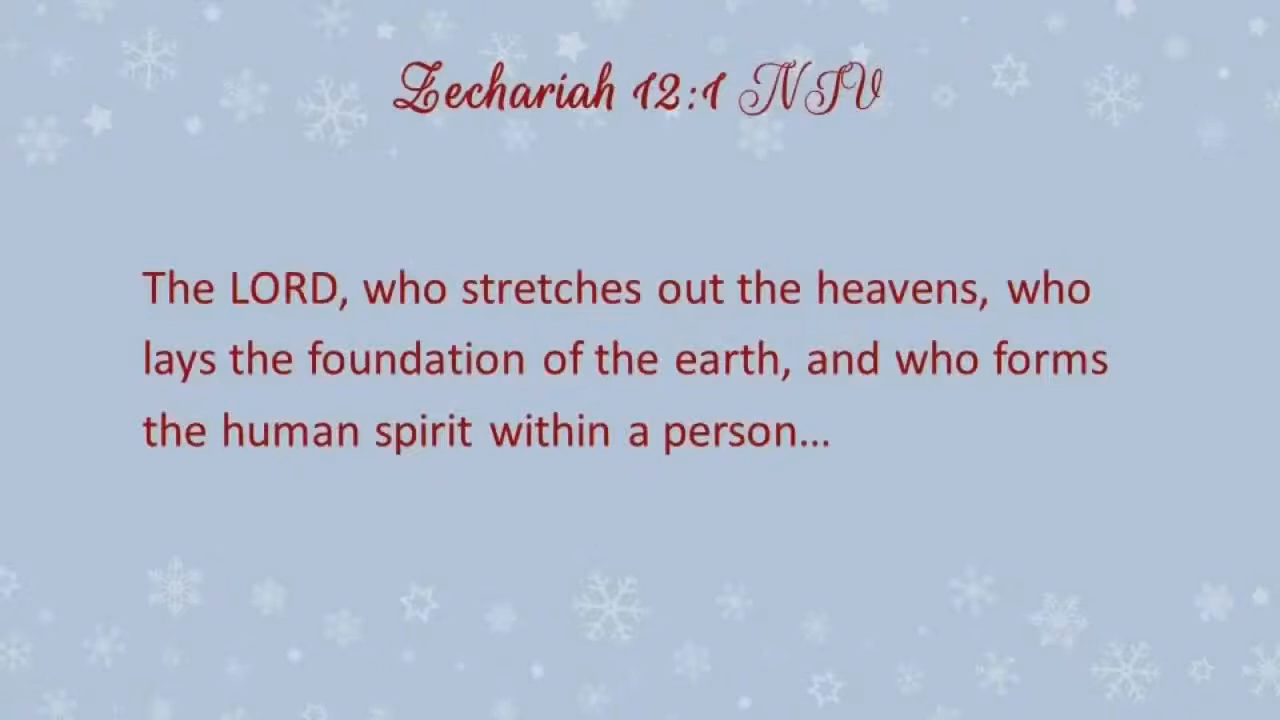 Zechariah 12:1 NIV
The LORD, who stretches out the heavens, who
lays the foundation of the earth, and who forms
the human spirit within a person...